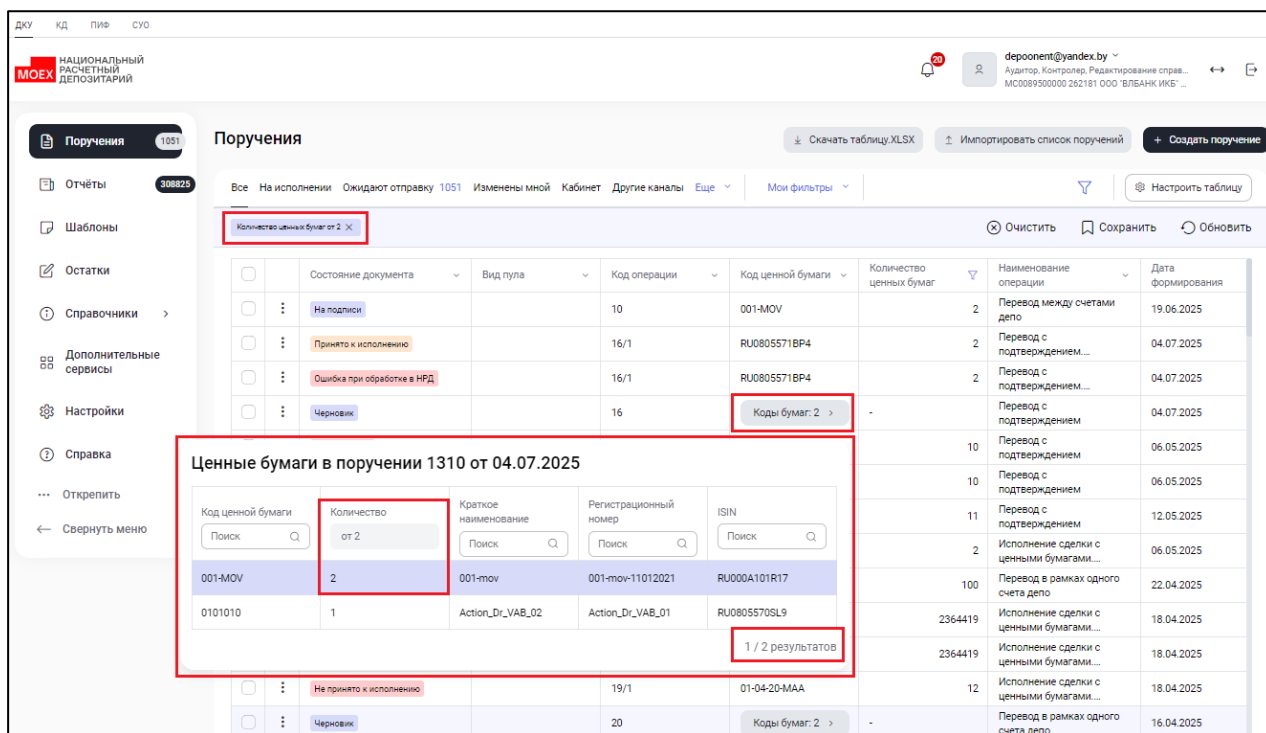 ДКУ КД ПИФ СУО
MOEX НАЦИОНАЛЬНЫЙ
РАСЧЕТНЫЙ
ДЕПОЗИТАРИЙ
20
depoonent@yandex.by
Аудитор, Контролер, Редактирование справ...
MC0089500000 262181 ООО "ВЛБАНК ИКБ" ...
Поручения 1051
Отчёты 308825
Шаблоны
Остатки
Справочники
Дополнительные
сервисы
Настройки
Справка
Открепить
Свернуть меню
Поручения
Скачать таблицу.XLSX
Импортировать список поручений
+ Создать поручение
Все На исполнении Ожидают отправку 1051 Изменены мной Кабинет Другие каналы Еще Мои фильтры
Настроить таблицу
Количество ценных бумаг от 2
Очистить Сохранить Обновить
Состояние документа Вид пула Код операции Код ценной бумаги Количество ценных бумаг Наименование операции Дата формирования
На подписи 10 001-MOV 2 Перевод между счетами депо 19.06.2025
Принято к исполнению 16/1 RU0805571BP4 2 Перевод с подтверждением.... 04.07.2025
Ошибка при обработке в НРД 16/1 RU0805571BP4 2 Перевод с подтверждением.... 04.07.2025
Черновик 16 Коды бумаг: 2 - Перевод с подтверждением 04.07.2025
10 Перевод с подтверждением 06.05.2025
10 Перевод с подтверждением 06.05.2025
11 Перевод с подтверждением 12.05.2025
2 Исполнение сделки с ценными бумагами.... 06.05.2025
100 Перевод в рамках одного счета депо 22.04.2025
2364419 Исполнение сделки с ценными бумагами.... 18.04.2025
2364419 Исполнение сделки с ценными бумагами.... 18.04.2025
Ценные бумаги в поручении 1310 от 04.07.2025
Код ценной бумаги Количество Краткое наименование Регистрационный номер ISIN
Поиск от 2 Поиск Поиск Поиск
001-MOV 2 001-mov 001-mov-11012021 RU000A101R17
0101010 1 Action_Dr_VAB_02 Action_Dr_VAB_01 RU0805570SL9
1 / 2 результатов
Не принято к исполнению 19/1 01-04-20-MAA 12 Исполнение сделки с ценными бумагами.... 18.04.2025
Черновик 20 Коды бумаг: 2 - Перевод в рамках одного счета депо 16.04.2025